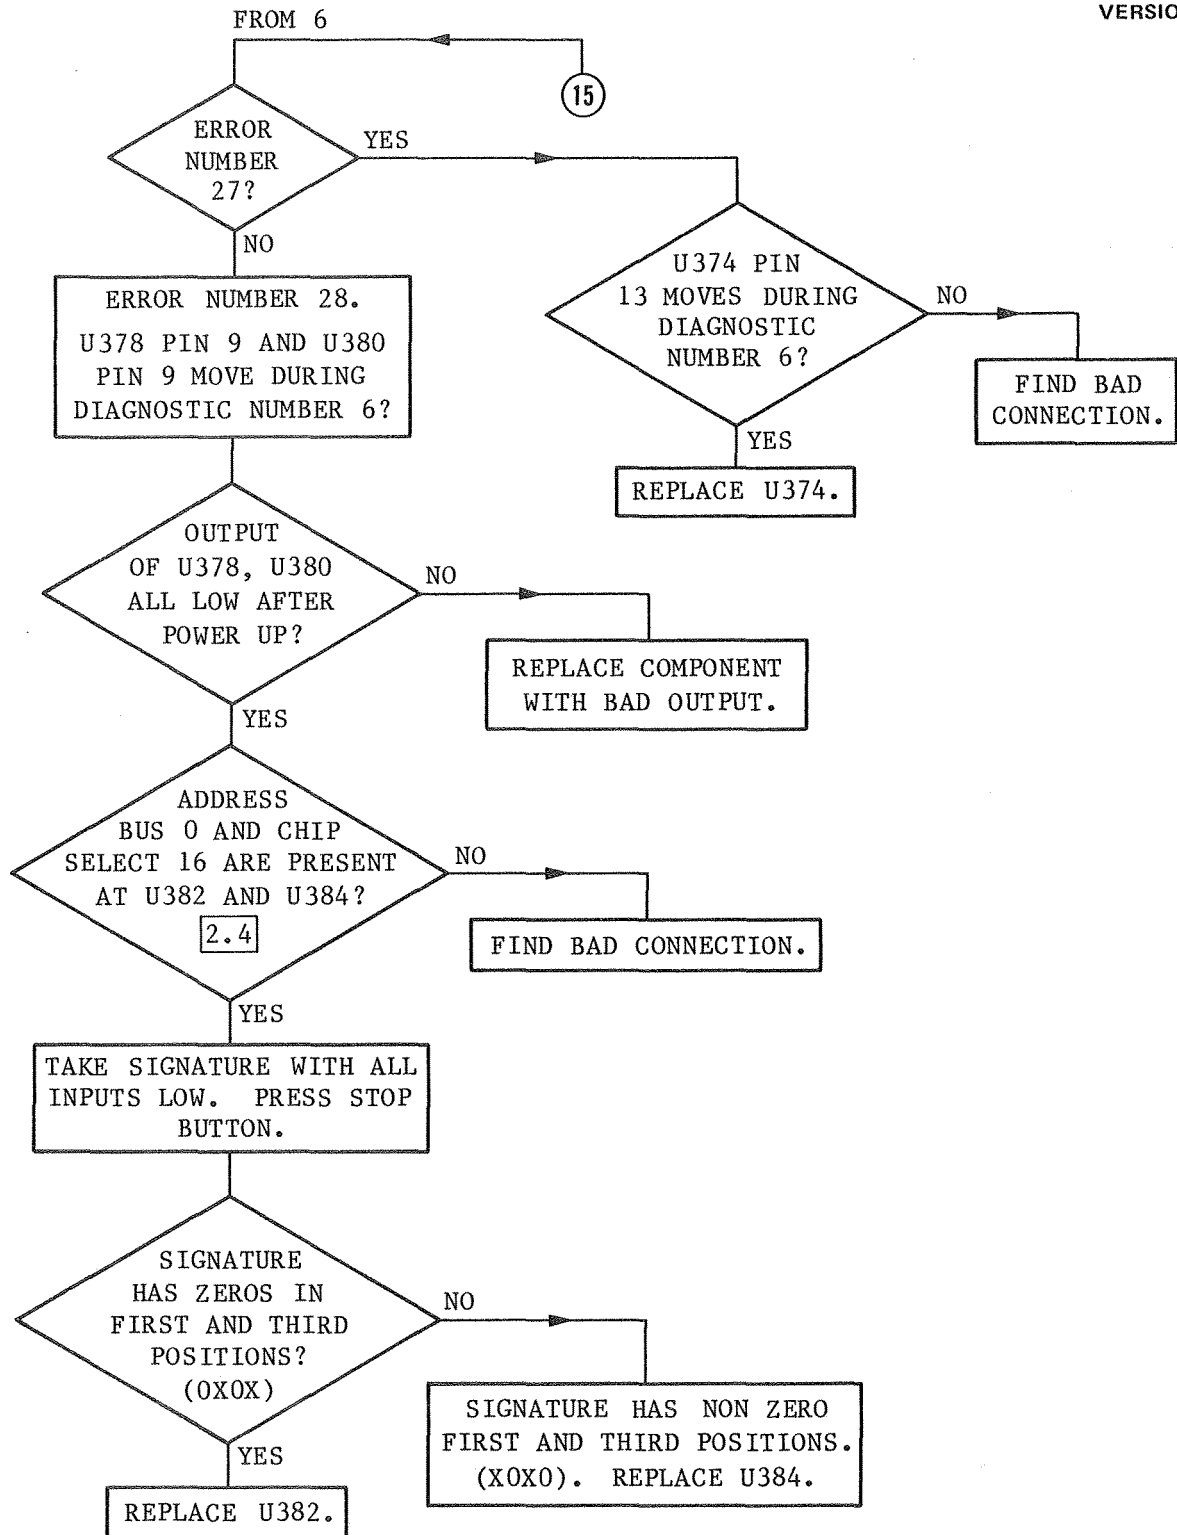 VERSIO
FROM 6
15
ERROR
NUMBER
27?
YES
NO
U374 PIN
13 MOVES DURING
DIAGNOSTIC
NUMBER 6?
NO
FIND BAD
CONNECTION.
YES
REPLACE U374.
ERROR NUMBER 28.
U378 PIN 9 AND U380
PIN 9 MOVE DURING
DIAGNOSTIC NUMBER 6?
OUTPUT
OF U378, U380
ALL LOW AFTER
POWER UP?
NO
REPLACE COMPONENT
WITH BAD OUTPUT.
YES
ADDRESS
BUS 0 AND CHIP
SELECT 16 ARE PRESENT
AT U382 AND U384?
2.4
NO
FIND BAD CONNECTION.
YES
TAKE SIGNATURE WITH ALL
INPUTS LOW. PRESS STOP
BUTTON.
SIGNATURE
HAS ZEROS IN
FIRST AND THIRD
POSITIONS?
(0X0X)
NO
SIGNATURE HAS NON ZERO
FIRST AND THIRD POSITIONS.
(X0X0). REPLACE U384.
YES
REPLACE U382.